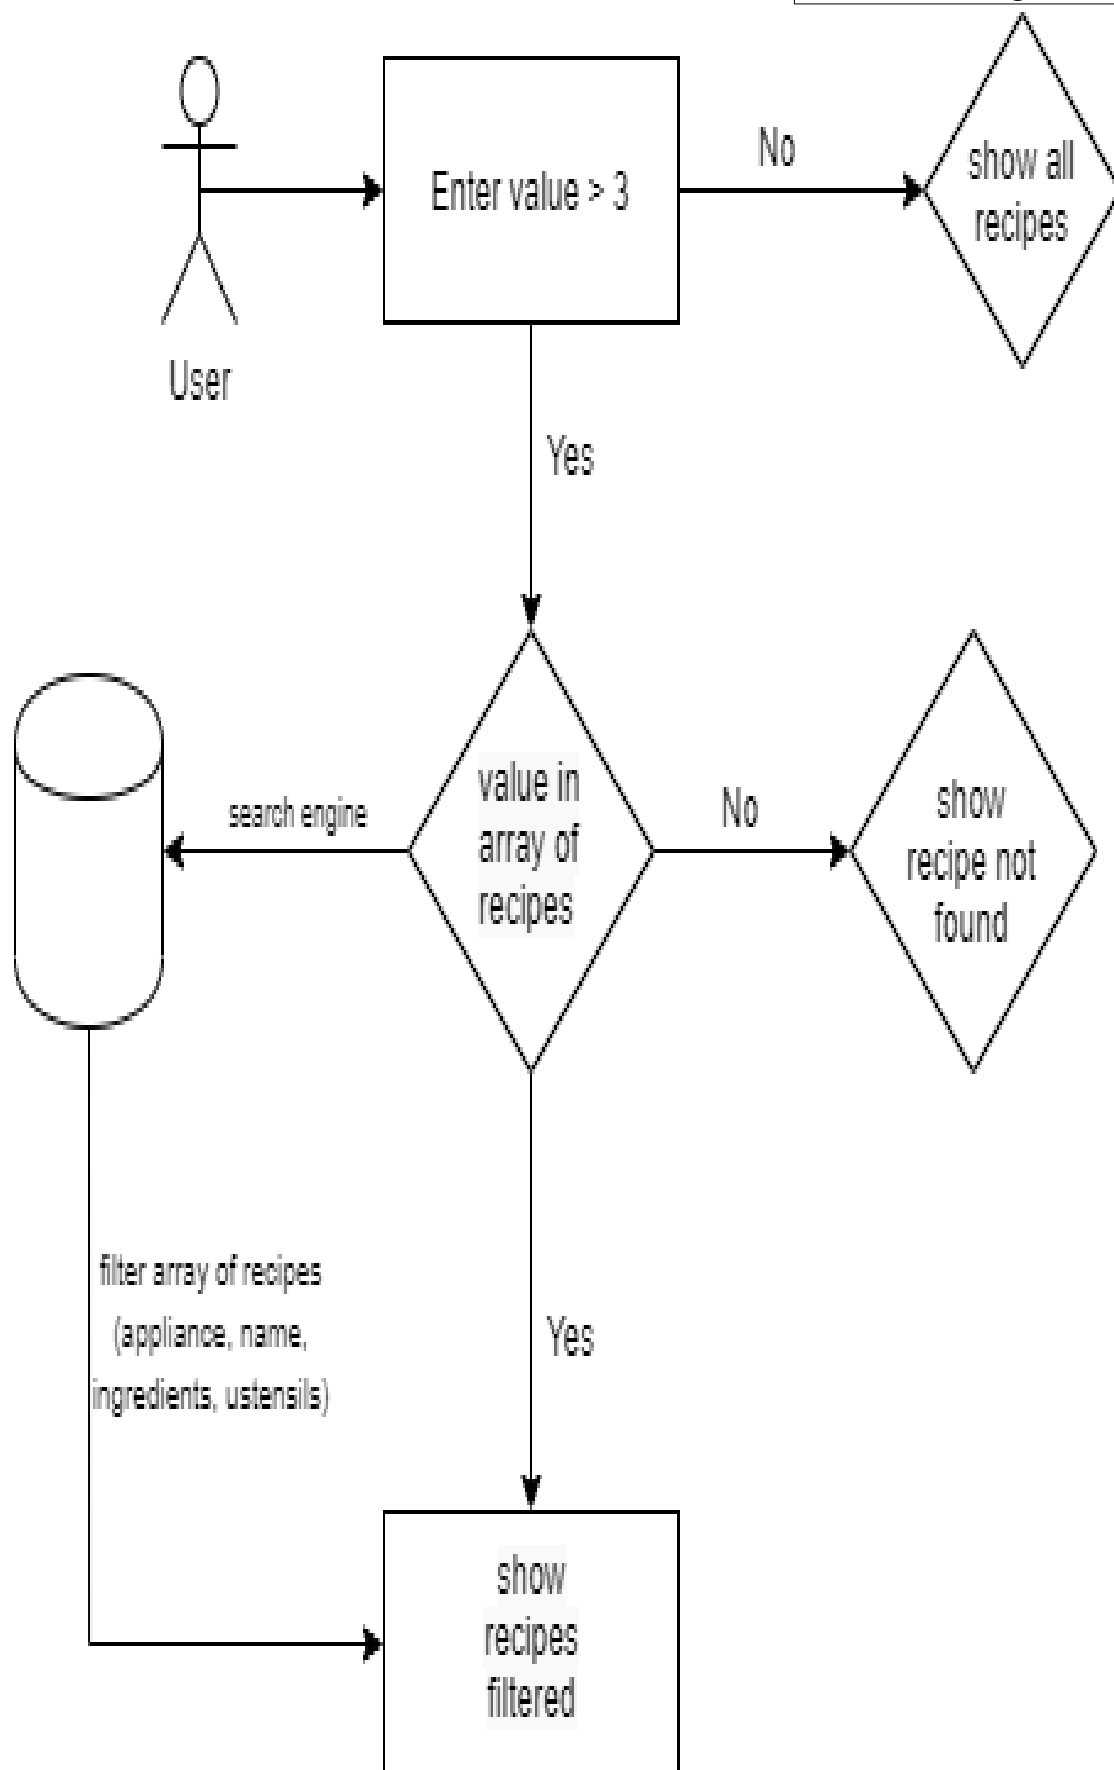 No
show all
recipes
Enter value > 3
User
Yes
value in
array of
recipes
search engine
No
show
recipe not
found
filter array of recipes
(appliance, name,
ingredients, ustensils)
Yes
show
recipes
filtered